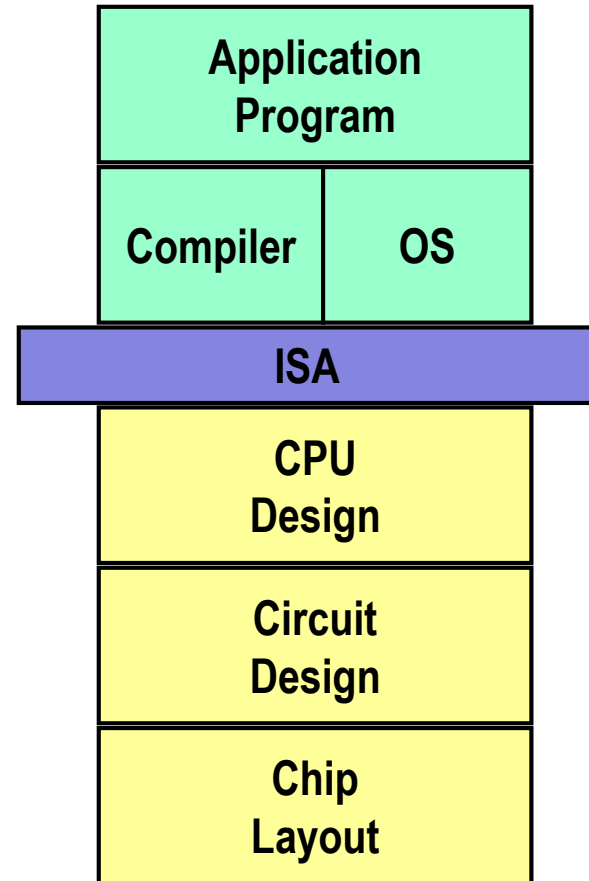 Application
Program
Compiler
OS
ISA
CPU
Design
Circuit
Design
Chip
Layout